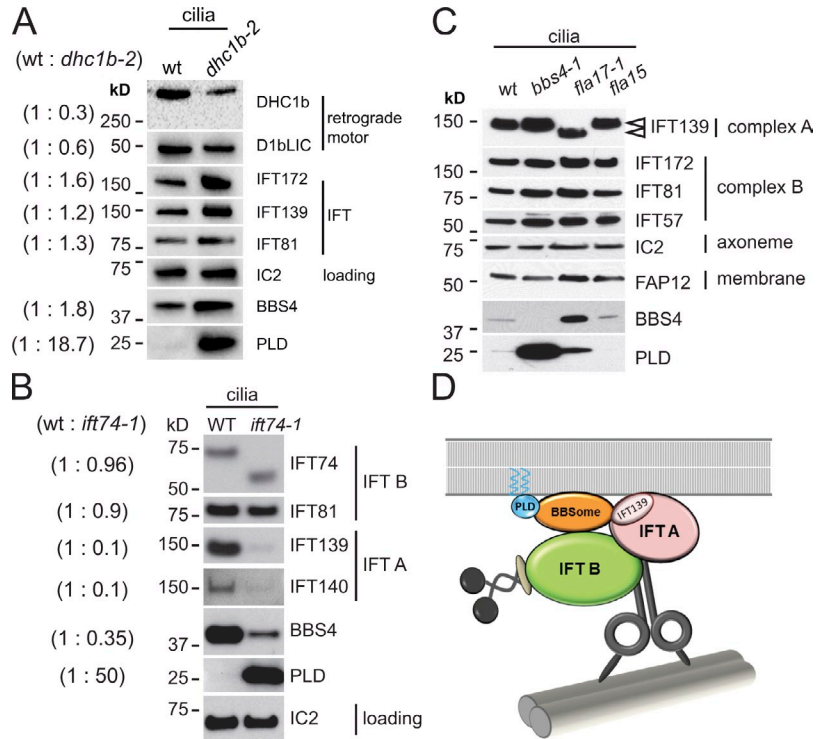 A
cilia
(wt : dhc1b-2)
wt
dhc1b-2
kD
(1 : 0.3)
250
DHC1b
retrograde
motor
(1 : 0.6)
50
D1bLIC
(1 : 1.6)
150
IFT172
(1 : 1.2)
150
IFT139
IFT
(1 : 1.3)
75
IFT81
75
IC2
loading
(1 : 1.8)
37
BBS4
(1 : 18.7)
25
PLD
B
cilia
(wt : ift74-1)
kD
WT
ift74-1
75
(1 : 0.96)
50
IFT74
IFT B
(1 : 0.9)
75
IFT81
(1 : 0.1)
150
IFT139
IFT A
(1 : 0.1)
150
IFT140
(1 : 0.35)
37
BBS4
(1 : 50)
25
PLD
75
IC2
loading
C
cilia
wt
bbs4-1
fla17-1
fla15
kD
150
IFT139
complex A
150
IFT172
complex B
75
IFT81
50
IFT57
75
IC2
axoneme
50
FAP12
membrane
37
BBS4
25
PLD
D
PLD
BBSome
IFT139
IFT A
IFT B